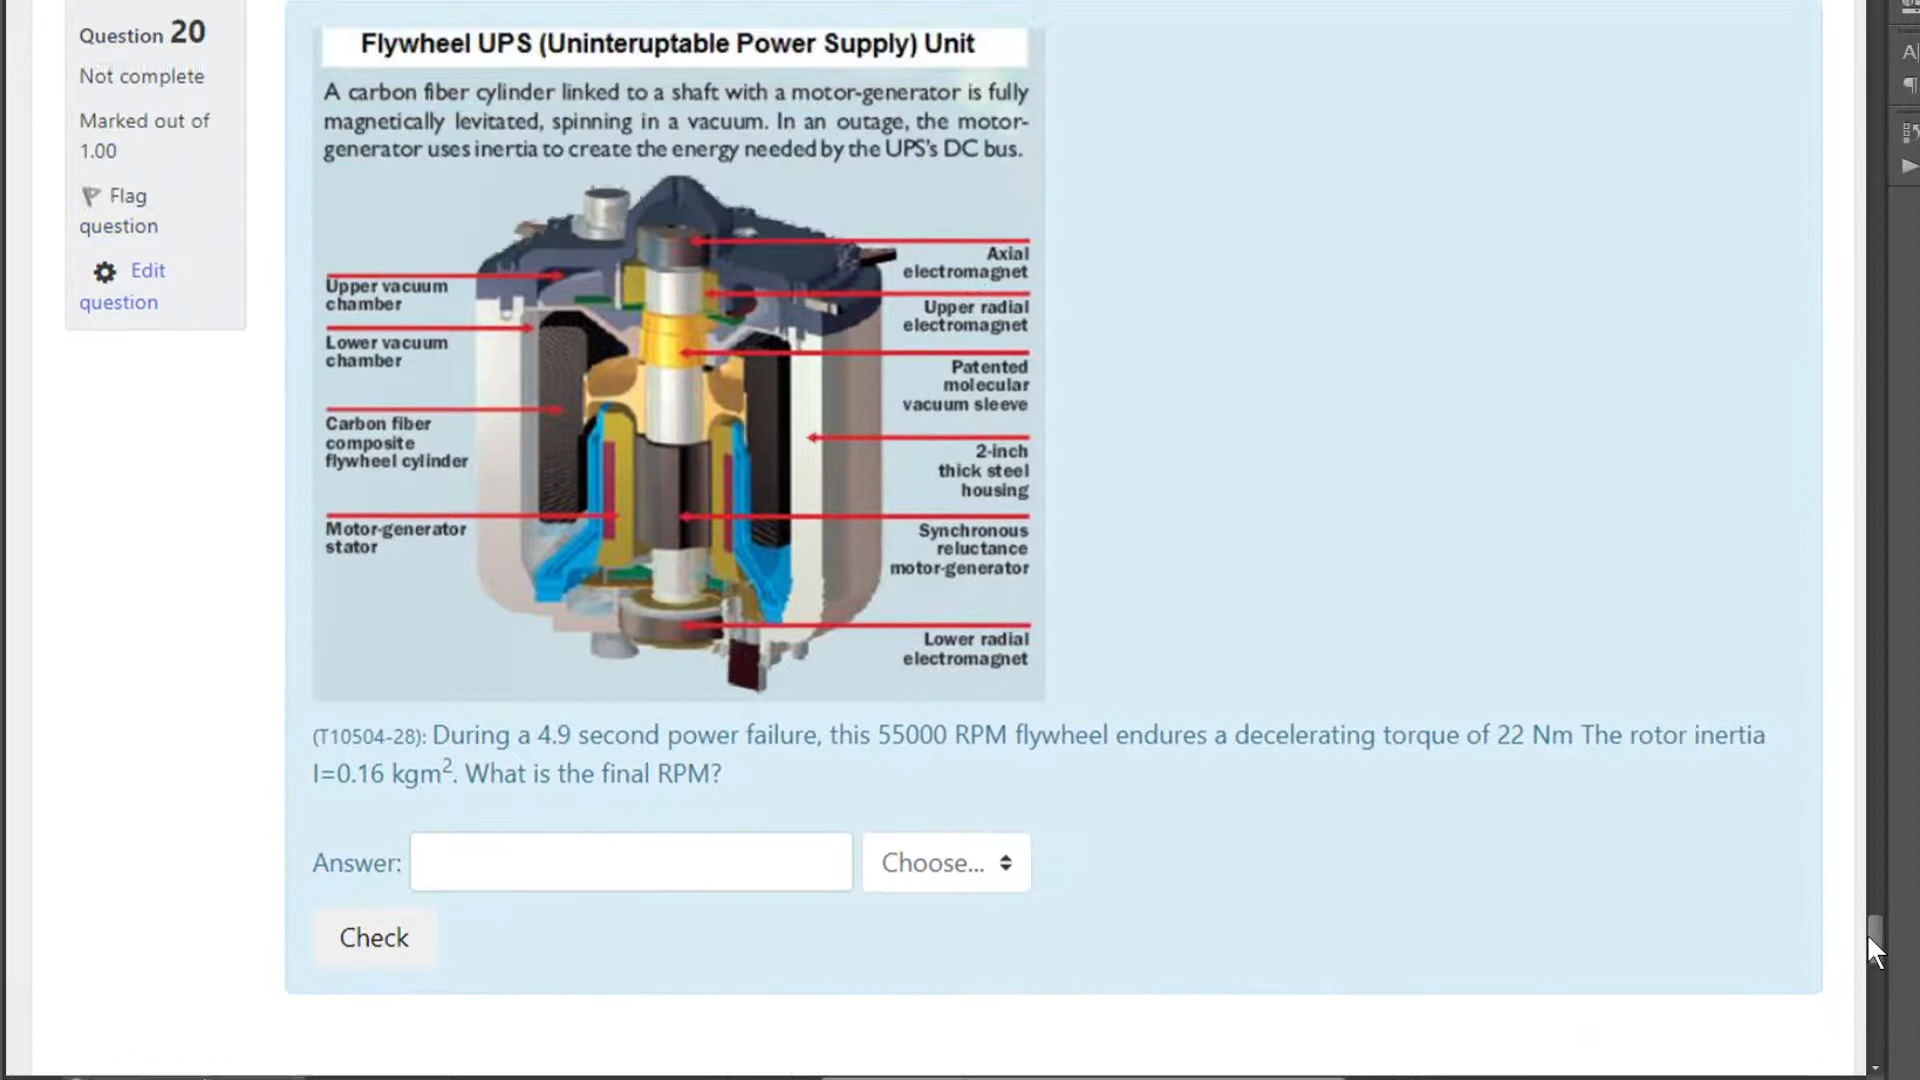 Question 20
Not complete
Marked out of
1.00
Flag
question
Edit
question
Flywheel UPS (Uninteruptable Power Supply) Unit
A carbon fiber cylinder linked to a shaft with a motor-generator is fully
magnetically levitated, spinning in a vacuum. In an outage, the motor-
generator uses inertia to create the energy needed by the UPS's DC bus.
Upper vacuum
chamber
Lower vacuum
chamber
Carbon fiber
composite
flywheel cylinder
Motor-generator
stator
Axial
electromagnet
Upper radial
electromagnet
Patented
molecular
vacuum sleeve
2-inch
thick steel
housing
Synchronous
reluctance
motor-generator
Lower radial
electromagnet
(T10504-28): During a 4.9 second power failure, this 55000 RPM flywheel endures a decelerating torque of 22 Nm The rotor inertia
I=0.16 kgm². What is the final RPM?
Answer:
Choose...
Check